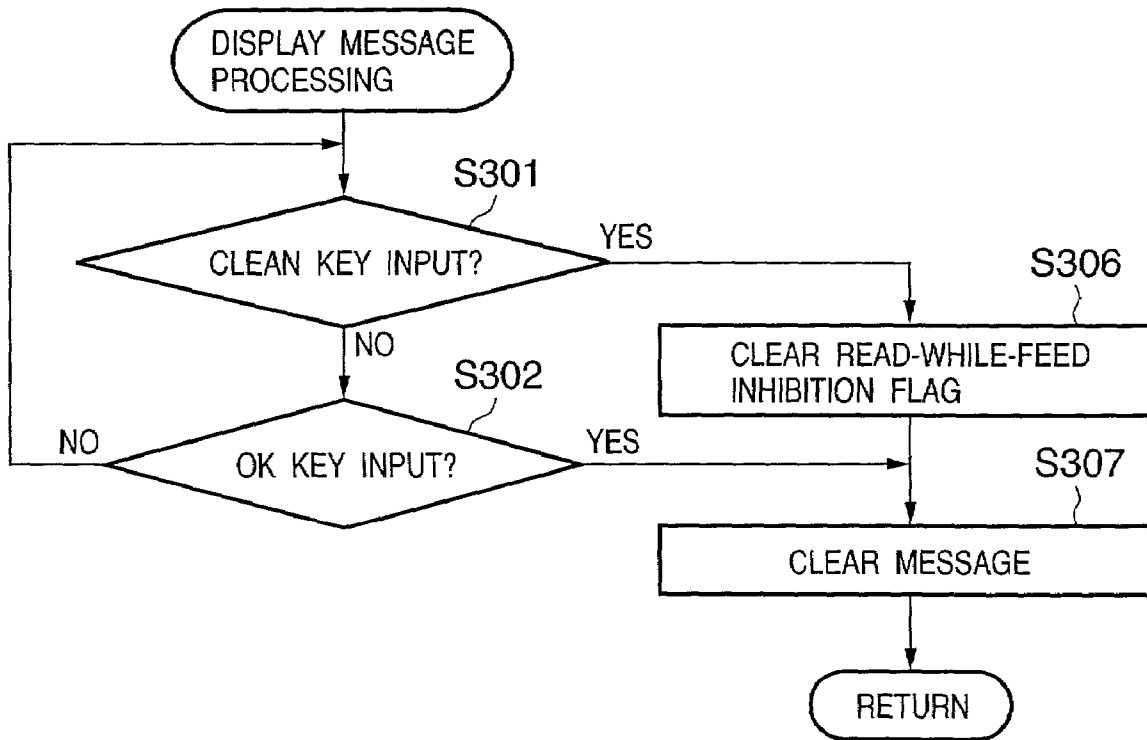 DISPLAY MESSAGE
PROCESSING
S301
CLEAN KEY INPUT?
YES
NO
S306
CLEAR READ-WHILE-FEED
INHIBITION FLAG
S302
OK KEY INPUT?
NO
YES
S307
CLEAR MESSAGE
RETURN